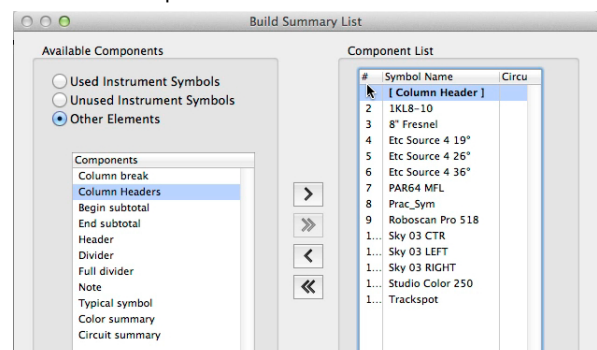 Build Summary List
Available Components
Used Instrument Symbols
Unused Instrument Symbols
Other Elements
Components
Column break
Column Headers
Begin subtotal
End subtotal
Header
Divider
Full divider
Note
Typical symbol
Color summary
Circuit summary
>
>>
<
<<
Component List
# Symbol Name Circu
[ Column Header ]
2 1KL8-10
3 8" Fresnel
4 Etc Source 4 19°
5 Etc Source 4 26°
6 Etc Source 4 36°
7 PAR64 MFL
8 Prac_Sym
9 Roboscan Pro 518
1... Sky 03 CTR
1... Sky 03 LEFT
1... Sky 03 RIGHT
1... Studio Color 250
1... Trackspot